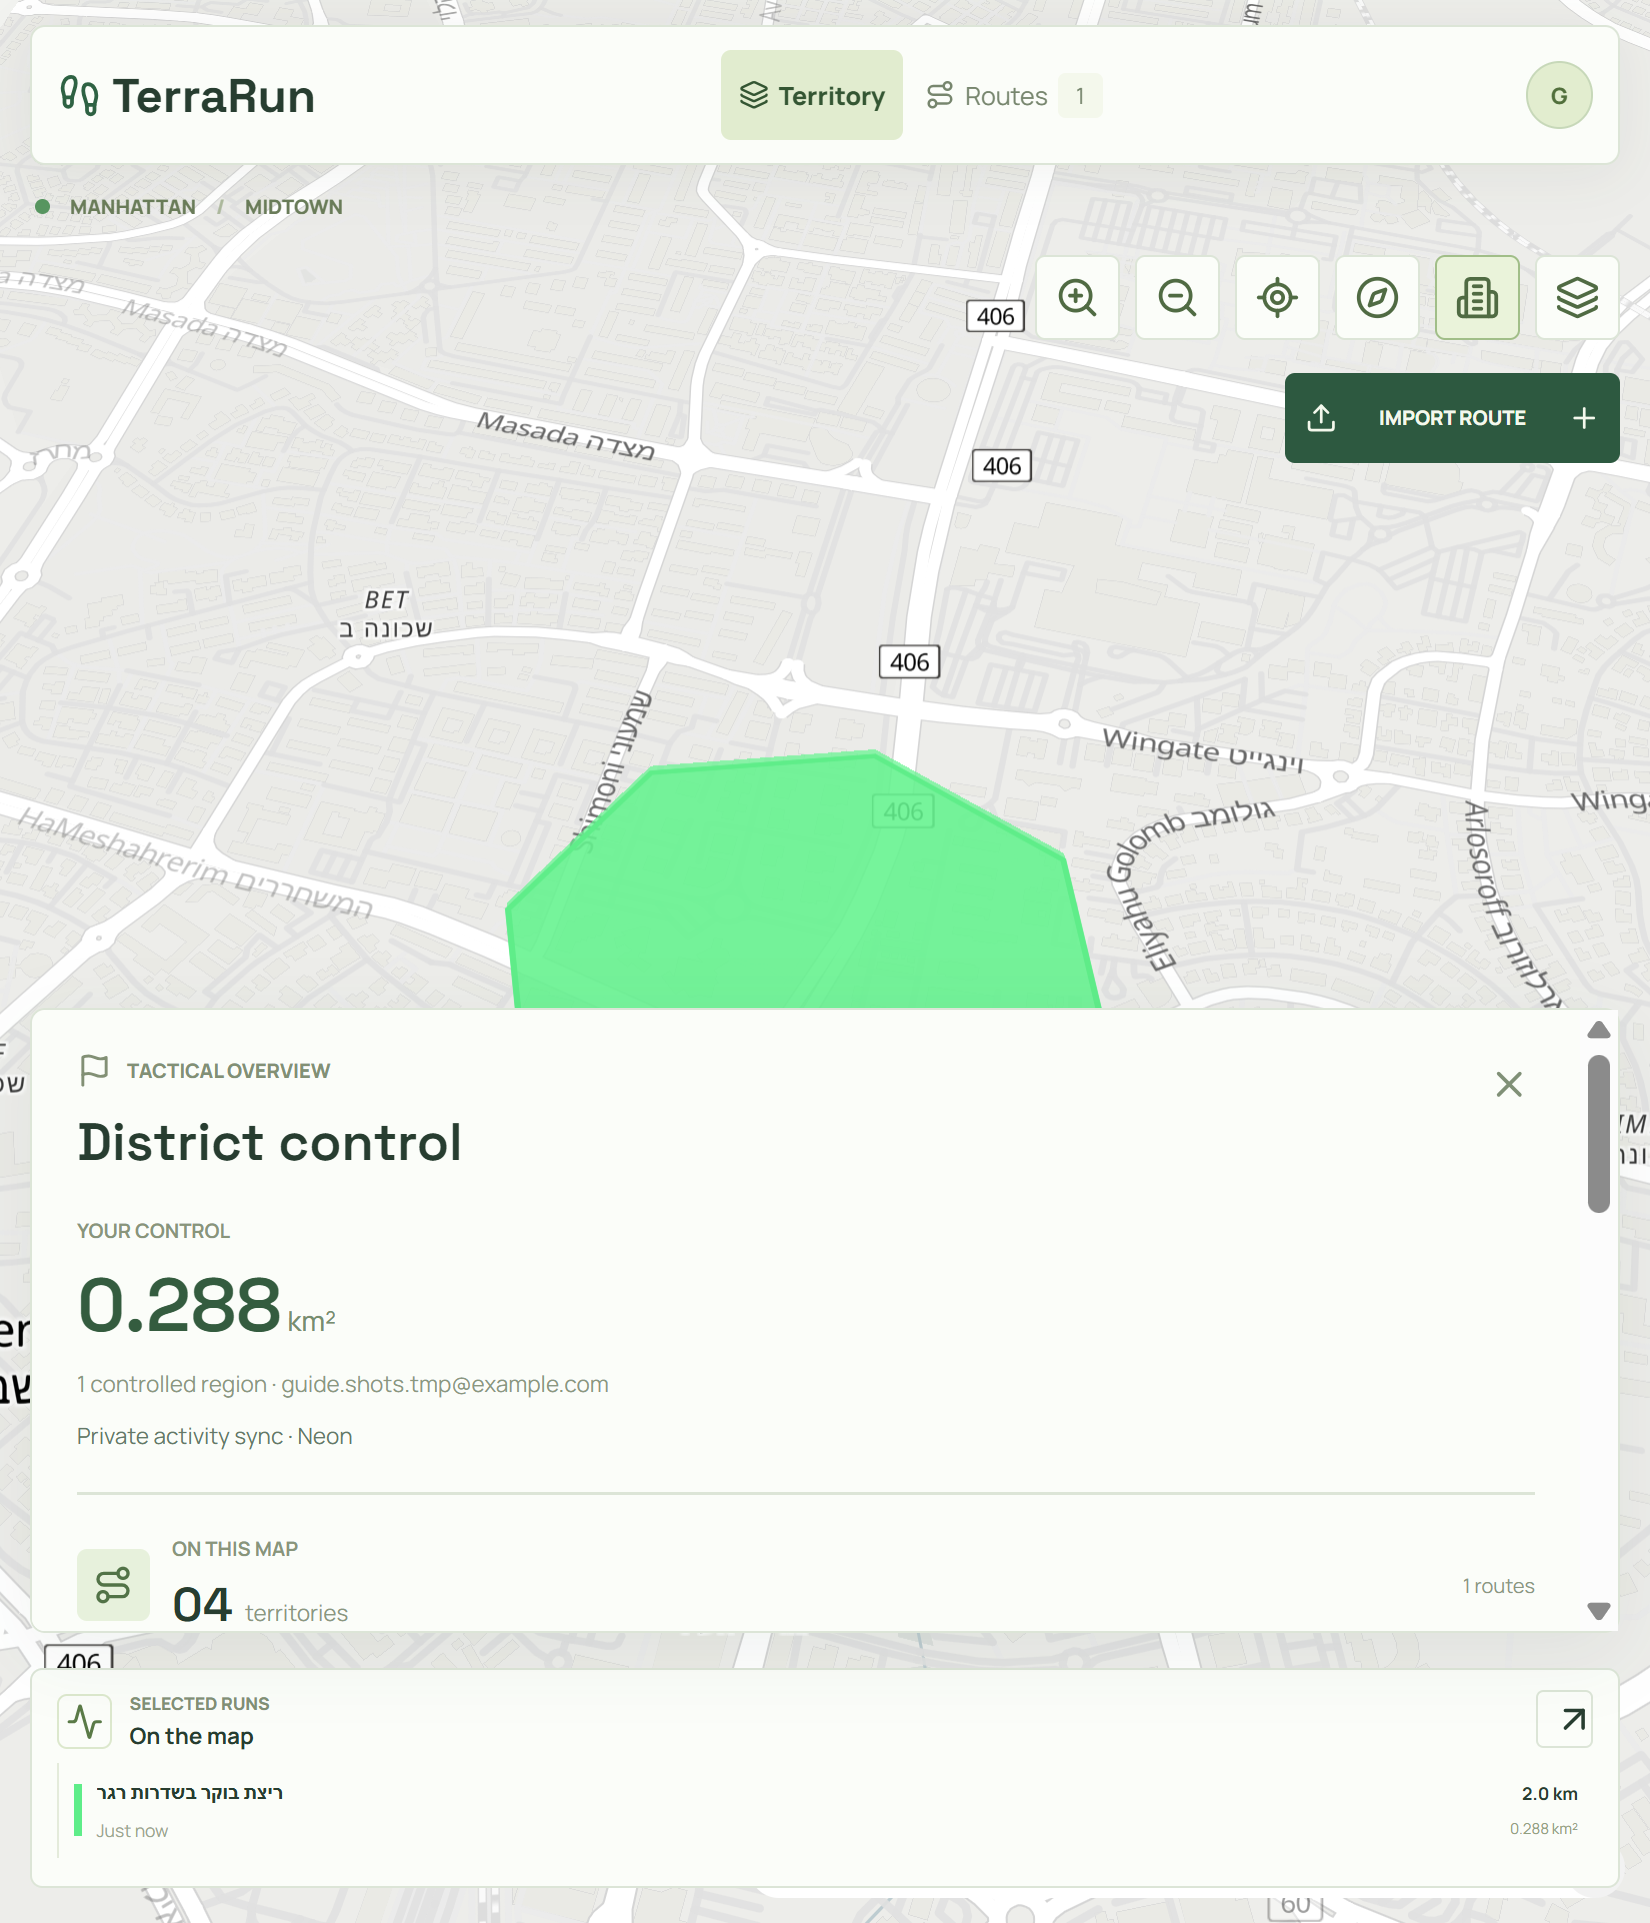 TerraRun
Territory
Routes 1
G
MANHATTAN / MIDTOWN
Masada מצדה
406
IMPORT ROUTE
Masada מצדה
406
BET
שכונה ב
406
שמעוני Shimoni
Wingate וינגייט
406
Eliyahu Golomb גולומב
Arlosoroff ארלוזורוב
HaMeshahrerim המשחררים
TACTICAL OVERVIEW
District control
YOUR CONTROL
0.288 km²
1 controlled region · guide.shots.tmp@example.com
Private activity sync · Neon
ON THIS MAP
04 territories
1 routes
406
SELECTED RUNS
On the map
ריצת בוקר בשדרות רגר
2.0 km
Just now
0.288 km²
60